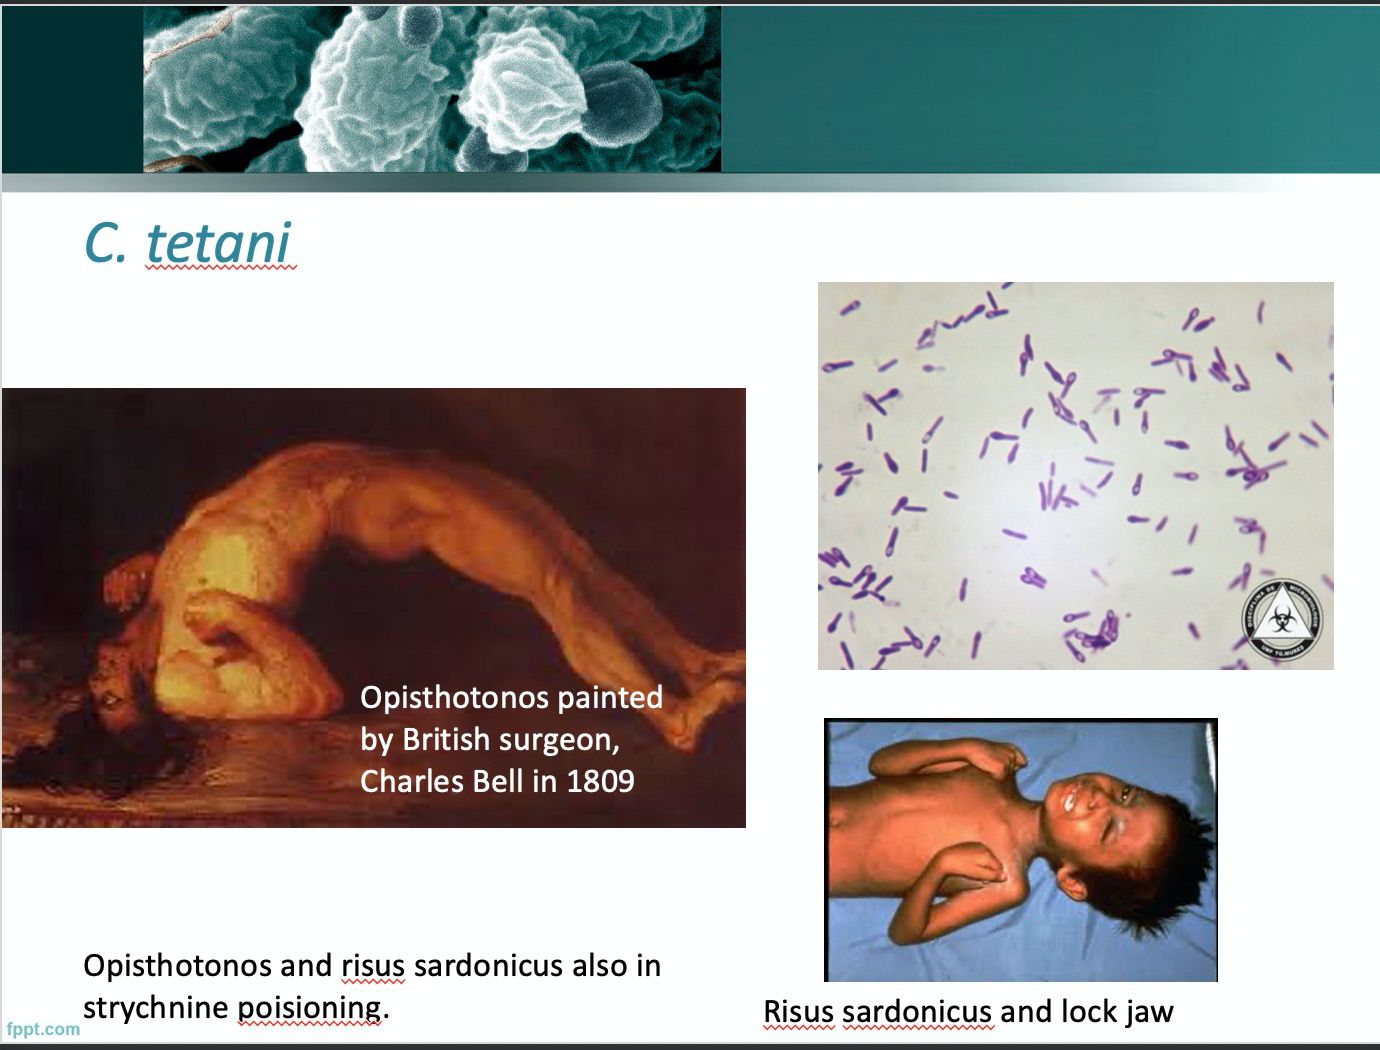 C. tetani
Opisthotonos painted
by British surgeon,
Charles Bell in 1809
Opisthotonos and risus sardonicus also in
strychnine poisioning.
Risus sardonicus and lock jaw
fppt.com